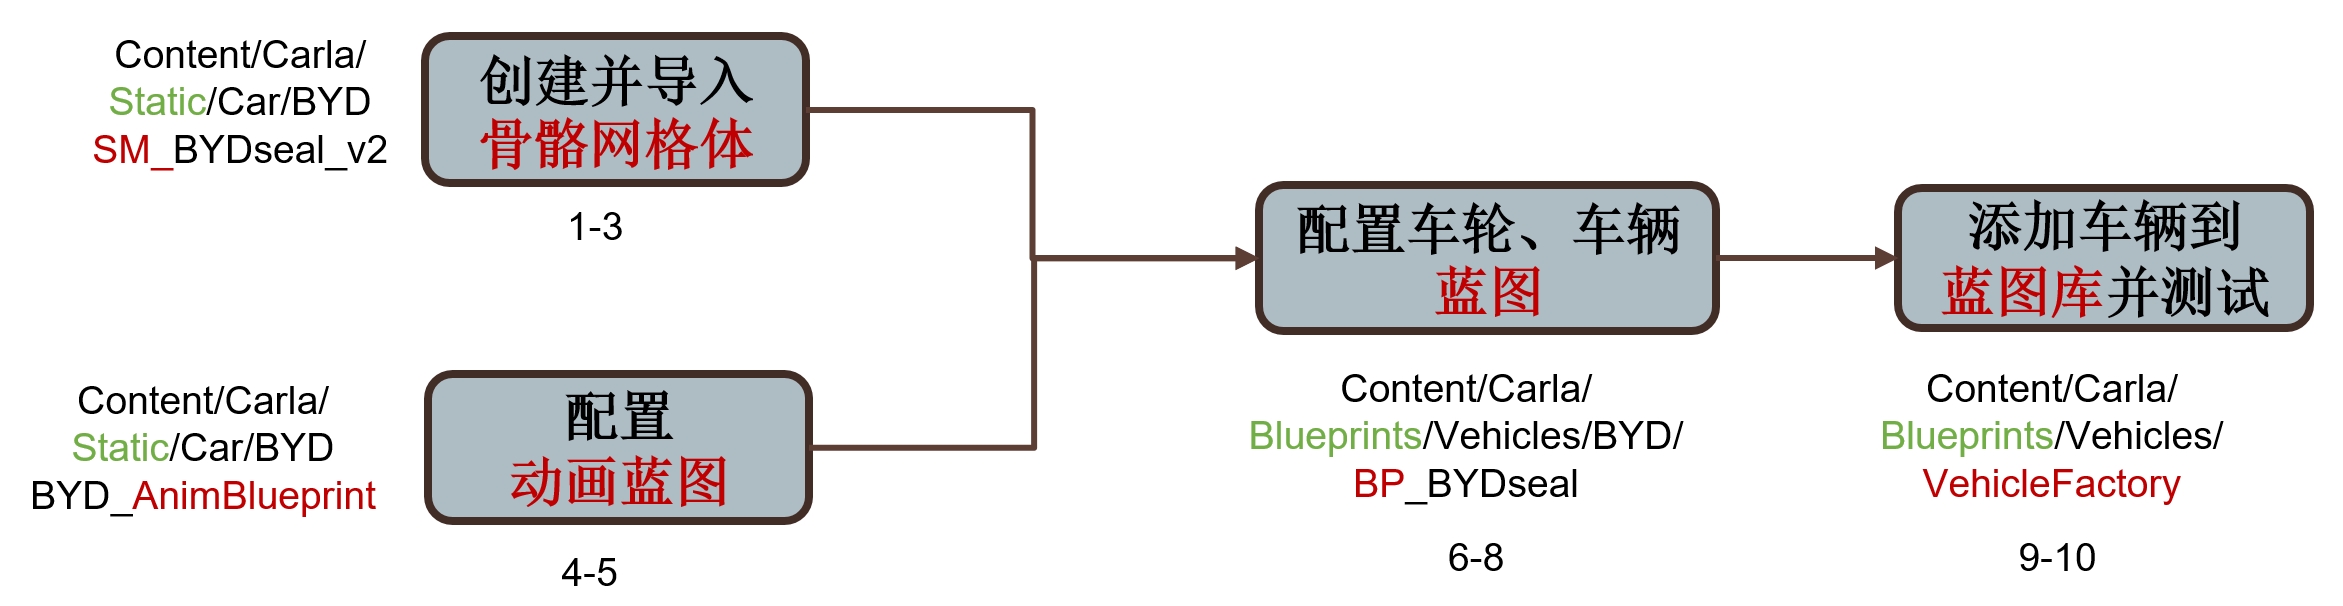 Content/Carla/
Static/Car/BYD
SM_BYDseal_v2
创建并导入
骨骼网格体
1-3
Content/Carla/
Static/Car/BYD
BYD_AnimBlueprint
配置
动画蓝图
4-5
配置车轮、车辆
蓝图
Content/Carla/
Blueprints/Vehicles/BYD/
BP_BYDseal
6-8
添加车辆到
蓝图库并测试
Content/Carla/
Blueprints/Vehicles/
VehicleFactory
9-10